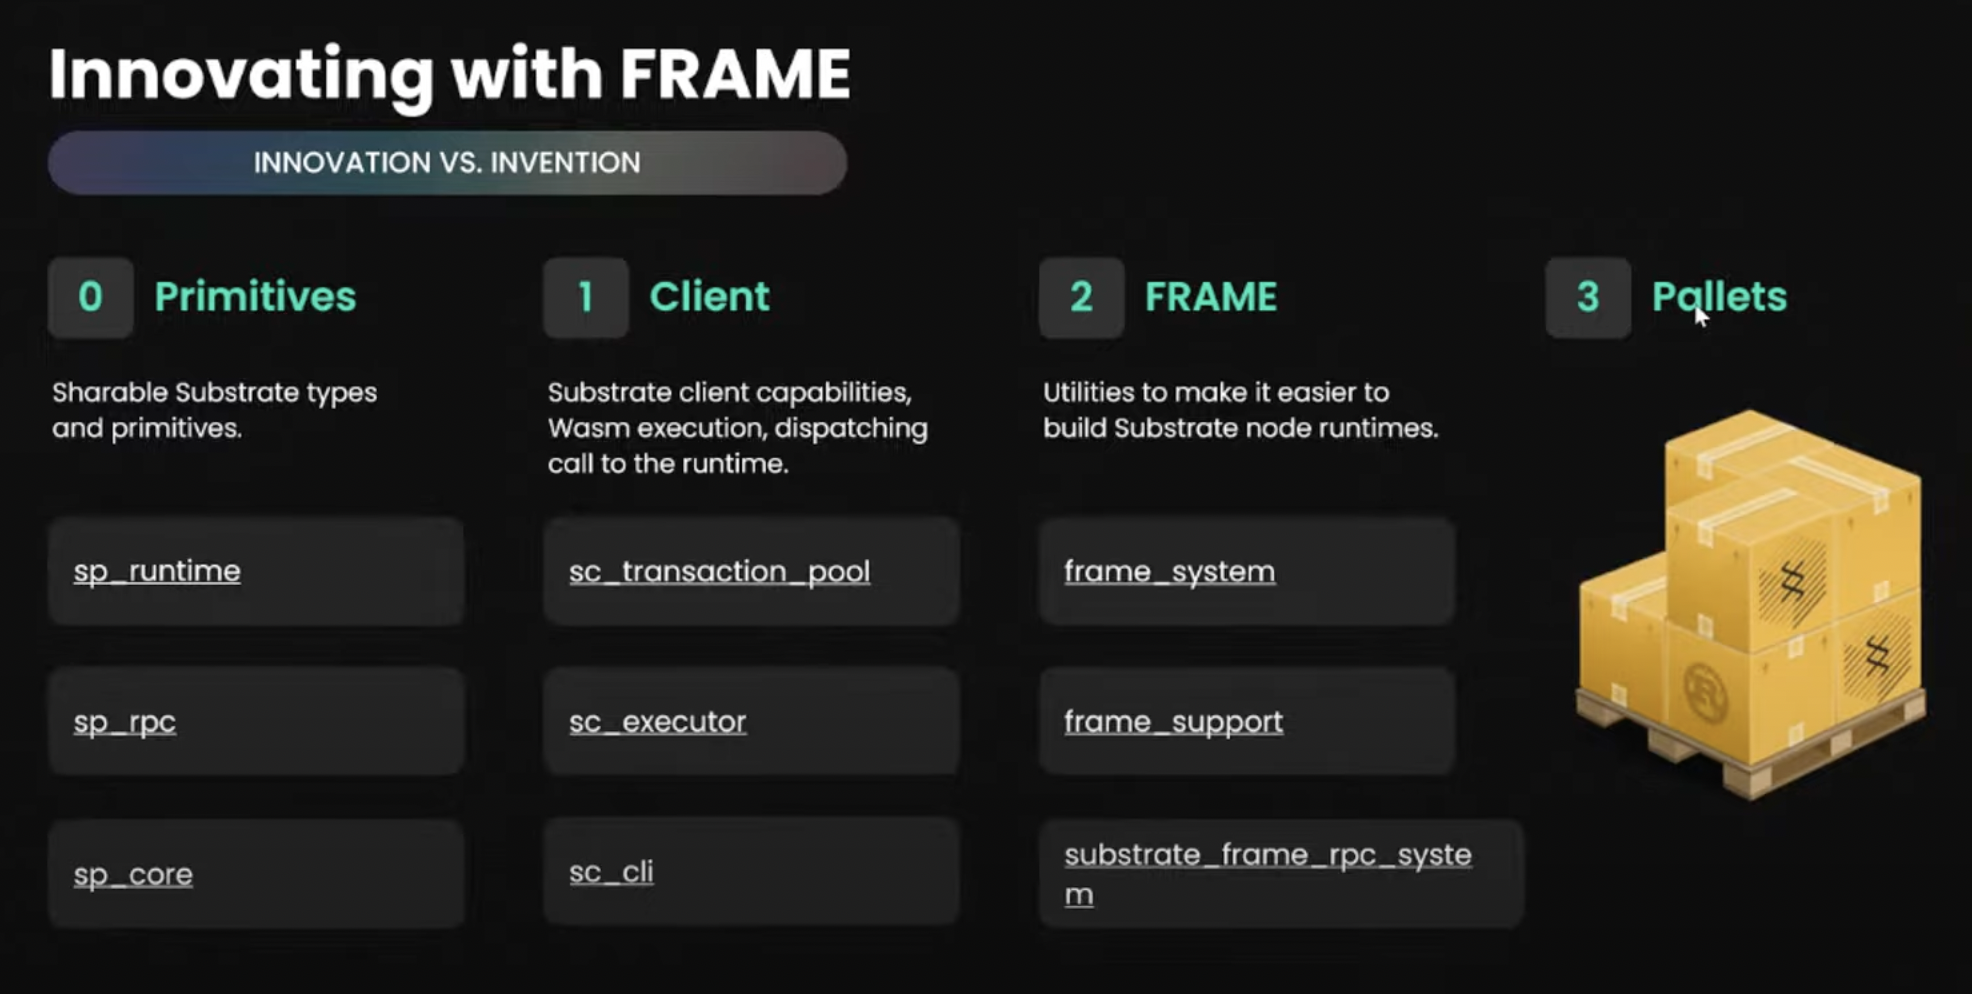 Innovating with FRAME
INNOVATION VS. INVENTION
0 Primitives
Sharable Substrate types
and primitives.
sp_runtime
sp_rpc
sp_core
1 Client
Substrate client capabilities,
Wasm execution, dispatching
call to the runtime.
sc_transaction_pool
sc_executor
sc_cli
2 FRAME
Utilities to make it easier to
build Substrate node runtimes.
frame_system
frame_support
substrate_frame_rpc_syste
m
3 Pallets